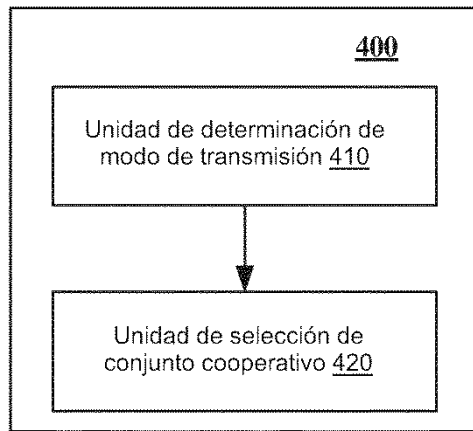 400
Unidad de determinación de
modo de transmisión 410
Unidad de selección de
conjunto cooperativo 420